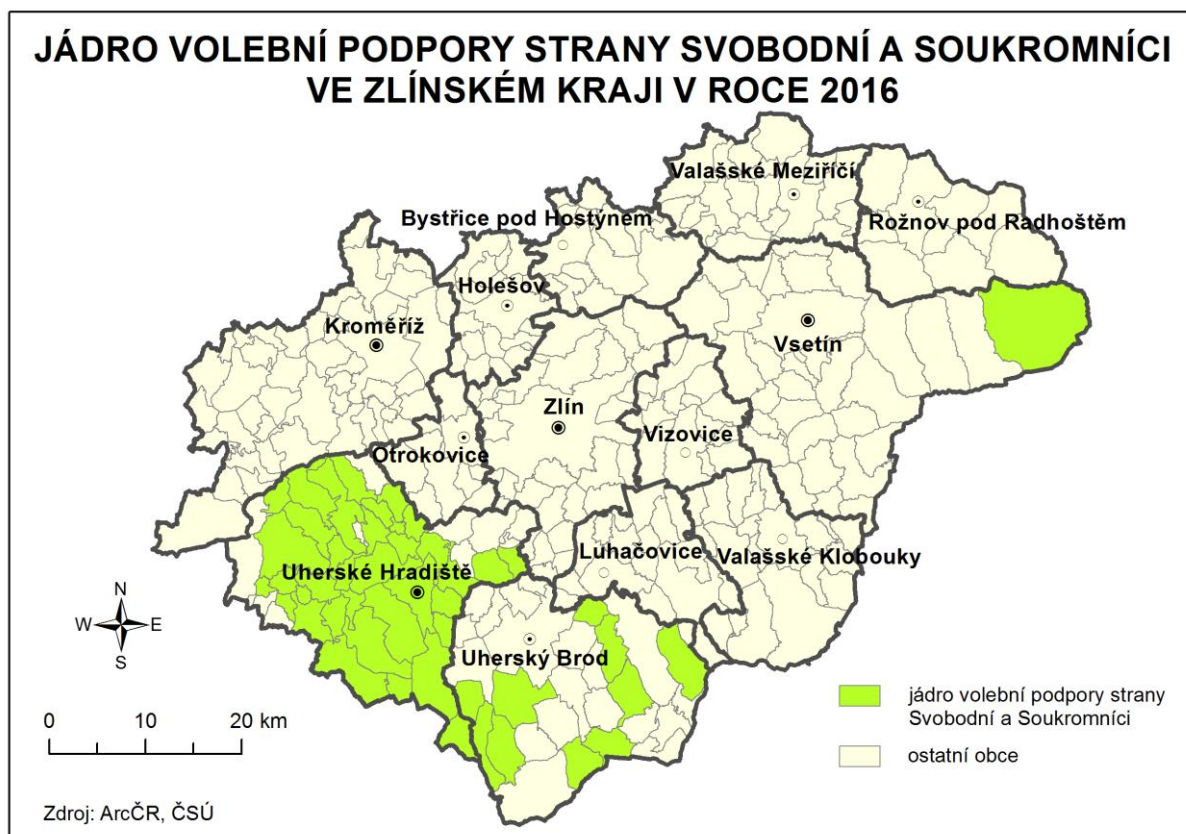 JÁDRO VOLEBNÍ PODPORY STRANY SVOBODNÍ A SOUKROMNÍCI
VE ZLÍNSKÉM KRAJI V ROCE 2016
Valašské Meziříčí
Bystřice pod Hostýnem
Rožnov pod Radhoštěm
Holešov
Kroměříž
Vsetín
Zlín
Vizovice
Otrokovice
Luhačovice
Valašské Klobouky
Uherské Hradiště
N
W
E
S
Uherský Brod
0 10 20 km
jádro volební podpory strany
Svobodní a Soukromníci
ostatní obce
Zdroj: ArcČR, ČSÚ